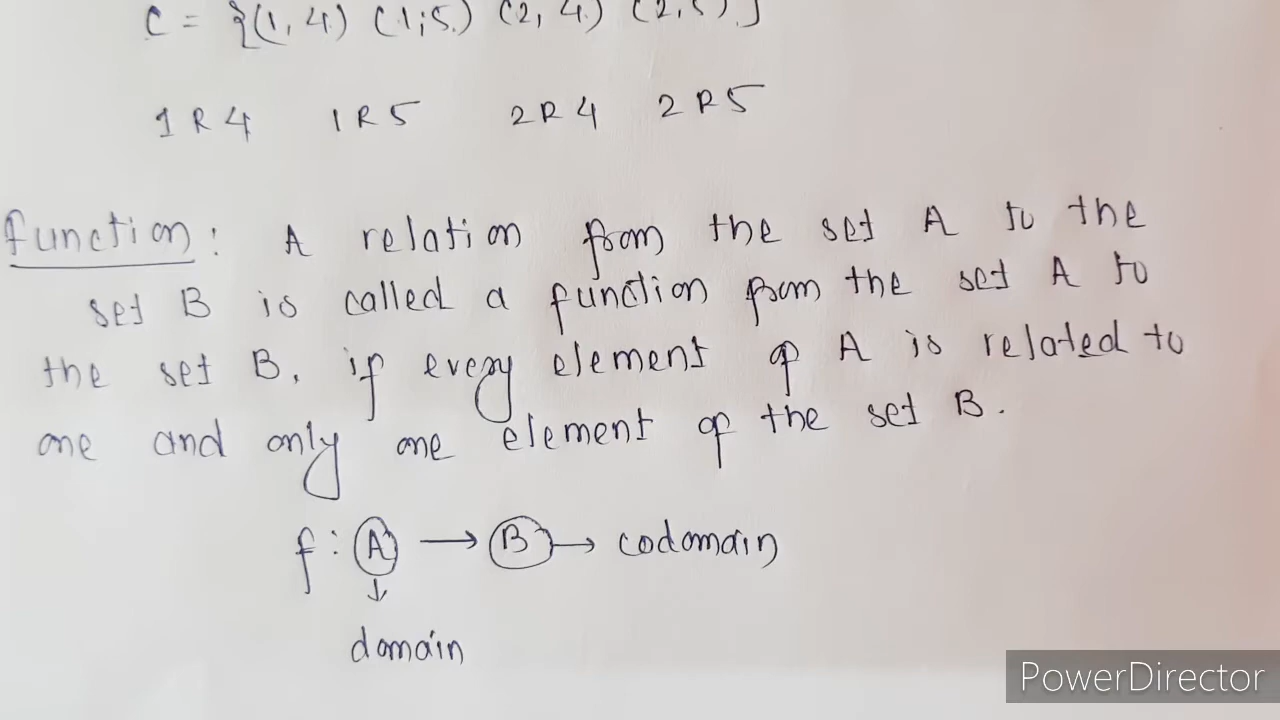 C = {(1, 4) (1, 5) (2, 4) (2, 5)}
1 R 4 1 R 5 2 R 4 2 R 5
function: A relation from the set A to the
set B is called a function from the set A to
the set B, if every element of A is related to
one and only one element of the set B.
f: A → B → codomain
↓
domain
PowerDirector